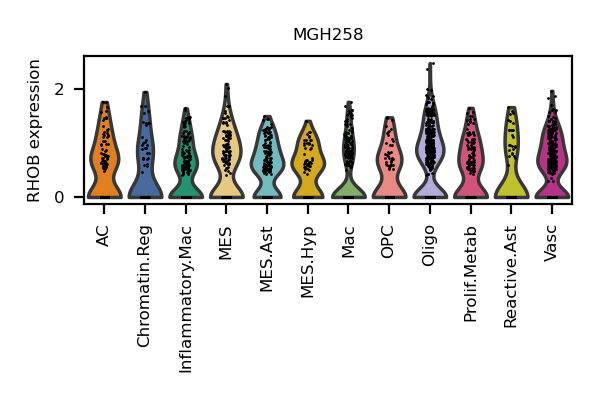 MGH258
RHOB expression
2
0
AC
Chromatin.Reg
Inflammatory.Mac
MES
MES.Ast
MES.Hyp
Mac
OPC
Oligo
Prolif.Metab
Reactive.Ast
Vasc